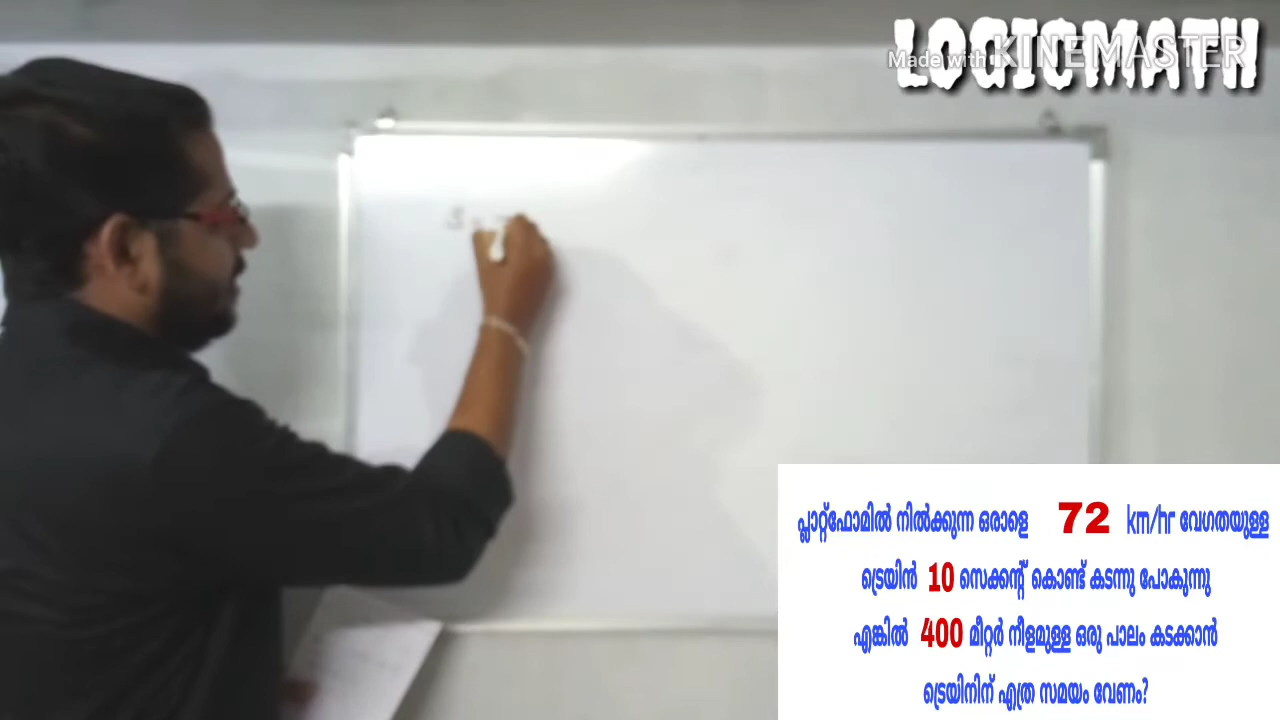 LOGICMATH
Made with KINEMASTER
പ്ലാറ്റ്ഫോമിൽ നിൽക്കുന്ന ഒരാളെ 72 km/hr വേഗതയുള്ള
ട്രെയിൻ 10 സെക്കന്റ് കൊണ്ട് കടന്നു പോകുന്നു
എങ്കിൽ 400 മീറ്റർ നീളമുള്ള ഒരു പാലം കടക്കാൻ
ട്രെയിനിന് എത്ര സമയം വേണം?